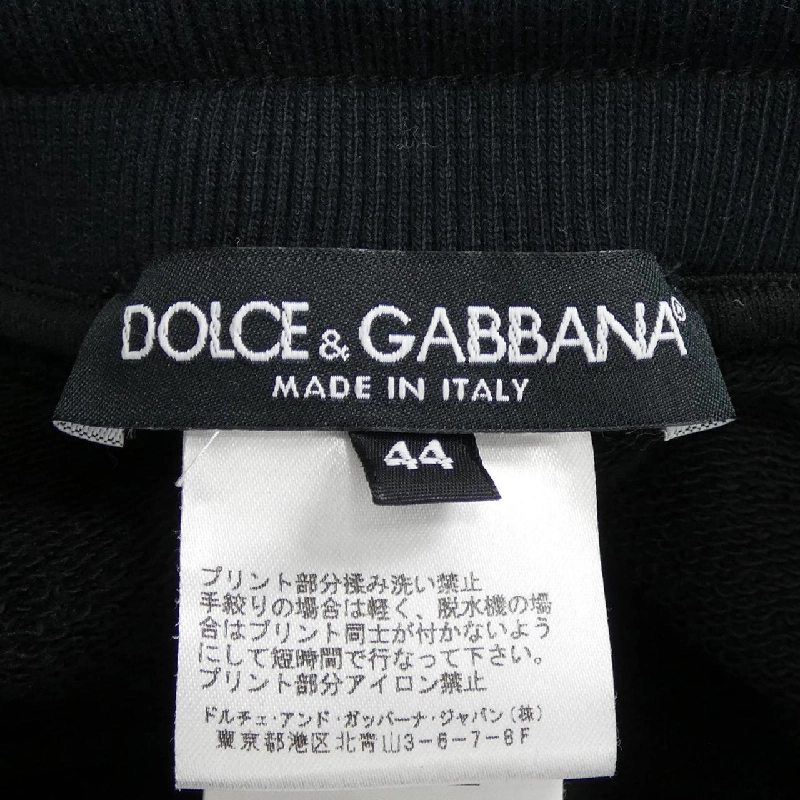 DOLCE & GABBANA®
MADE IN ITALY
44
プリント部分揉み洗い禁止
手絞りの場合は軽く、脱水機の場
合はプリント同士が付かないよう
にして短時間で行なって下さい。
プリント部分アイロン禁止
ドルチェ・アンド・ガッバーナ・ジャパン(株)
東京都港区北青山3-6-7-8F